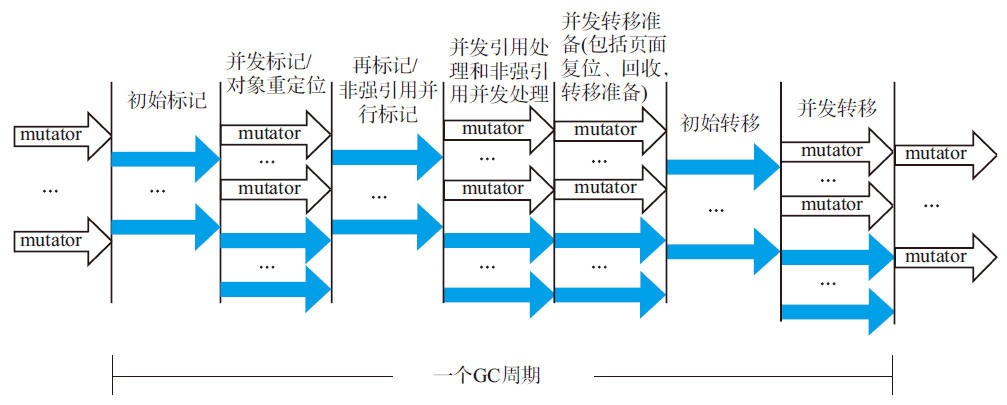 初始标记
并发标记/
对象重定位
再标记/
非强引用并
行标记
并发引用处
理和非强引
用并发处理
并发转移准
备(包括页面
复位、回收,
转移准备)
初始转移
并发转移
mutator
...
mutator
...
mutator
...
mutator
...
...
mutator
...
mutator
...
mutator
...
mutator
...
...
mutator
...
mutator
...
mutator
...
mutator
一个GC周期